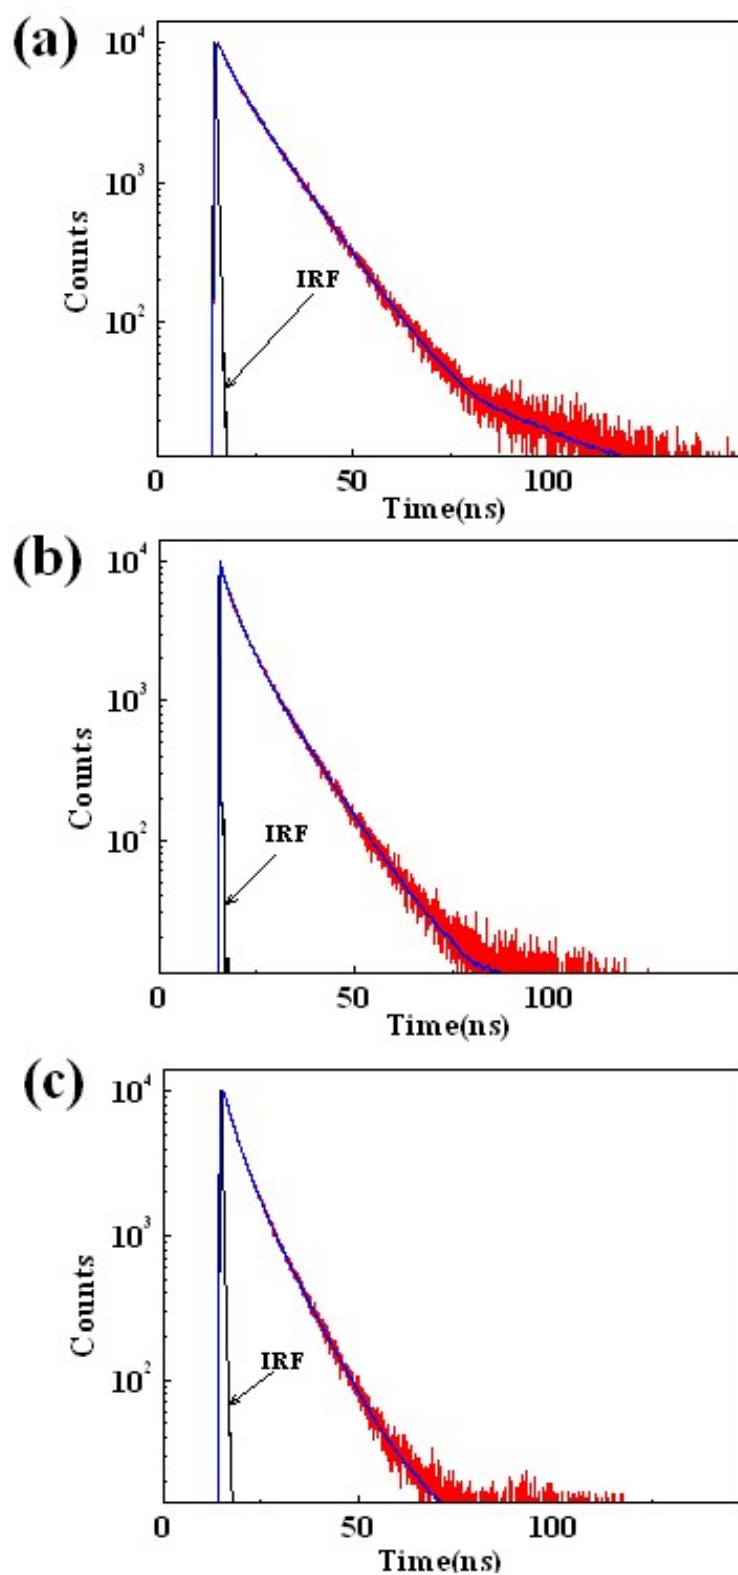 (a)
10⁴
10³
10²
Counts
IRF
0 50 100
Time(ns)
(b)
10⁴
10³
10²
Counts
IRF
0 50 100
Time(ns)
(c)
10⁴
10³
10²
Counts
IRF
0 50 100
Time(ns)